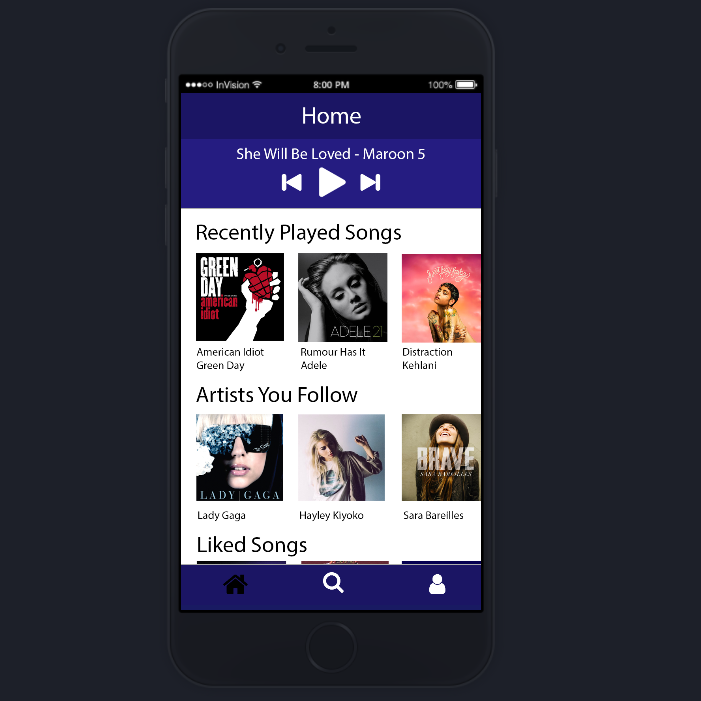 InVision
8:00 PM
100%
Home
She Will Be Loved - Maroon 5
Recently Played Songs
GREEN
DAY
american
idiot
ADELE 21
American Idiot
Green Day
Rumour Has It
Adele
Distraction
Kehlani
Artists You Follow
LADY GAGA
BRAVE
SARA BAREILLES
Lady Gaga
Hayley Kiyoko
Sara Bareilles
Liked Songs